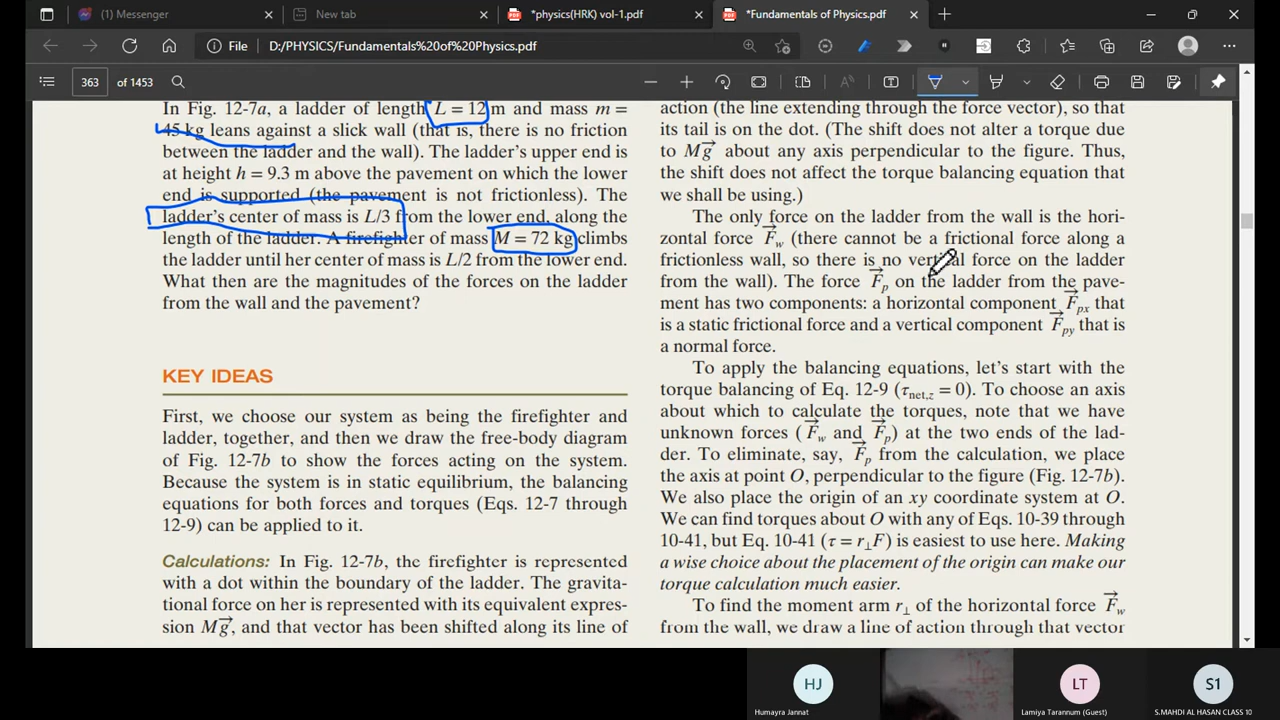 (1) Messenger
New tab
*physics(HRK) vol-1.pdf
*Fundamentals of Physics.pdf
File
D:/PHYSICS/Fundamentals%20of%20Physics.pdf
363
of 1453
In Fig. 12-7a, a ladder of length L = 12 m and mass m =
45 kg leans against a slick wall (that is, there is no friction
between the ladder and the wall). The ladder's upper end is
at height h = 9.3 m above the pavement on which the lower
end is supported (the pavement is not frictionless). The
ladder's center of mass is L/3 from the lower end, along the
length of the ladder. A firefighter of mass M = 72 kg climbs
the ladder until her center of mass is L/2 from the lower end.
What then are the magnitudes of the forces on the ladder
from the wall and the pavement?
KEY IDEAS
First, we choose our system as being the firefighter and
ladder, together, and then we draw the free-body diagram
of Fig. 12-7b to show the forces acting on the system.
Because the system is in static equilibrium, the balancing
equations for both forces and torques (Eqs. 12-7 through
12-9) can be applied to it.
Calculations: In Fig. 12-7b, the firefighter is represented
with a dot within the boundary of the ladder. The gravita-
tional force on her is represented with its equivalent expres-
sion Mg⃗, and that vector has been shifted along its line of
action (the line extending through the force vector), so that
its tail is on the dot. (The shift does not alter a torque due
to Mg⃗ about any axis perpendicular to the figure. Thus,
the shift does not affect the torque balancing equation that
we shall be using.)
The only force on the ladder from the wall is the hori-
zontal force F⃗w (there cannot be a frictional force along a
frictionless wall, so there is no vertical force on the ladder
from the wall). The force F⃗p on the ladder from the pave-
ment has two components: a horizontal component F⃗px that
is a static frictional force and a vertical component F⃗py that is
a normal force.
To apply the balancing equations, let's start with the
torque balancing of Eq. 12-9 (τnet,z = 0). To choose an axis
about which to calculate the torques, note that we have
unknown forces (F⃗w and F⃗p) at the two ends of the lad-
der. To eliminate, say, F⃗p from the calculation, we place
the axis at point O, perpendicular to the figure (Fig. 12-7b).
We also place the origin of an xy coordinate system at O.
We can find torques about O with any of Eqs. 10-39 through
10-41, but Eq. 10-41 (τ = r⊥F) is easiest to use here. Making
a wise choice about the placement of the origin can make our
torque calculation much easier.
To find the moment arm r⊥ of the horizontal force F⃗w
from the wall, we draw a line of action through that vector
HJ
Humayra Jannat
LT
Lamiya Tarannum (Guest)
S1
S.MAHDI AL HASAN CLASS 10